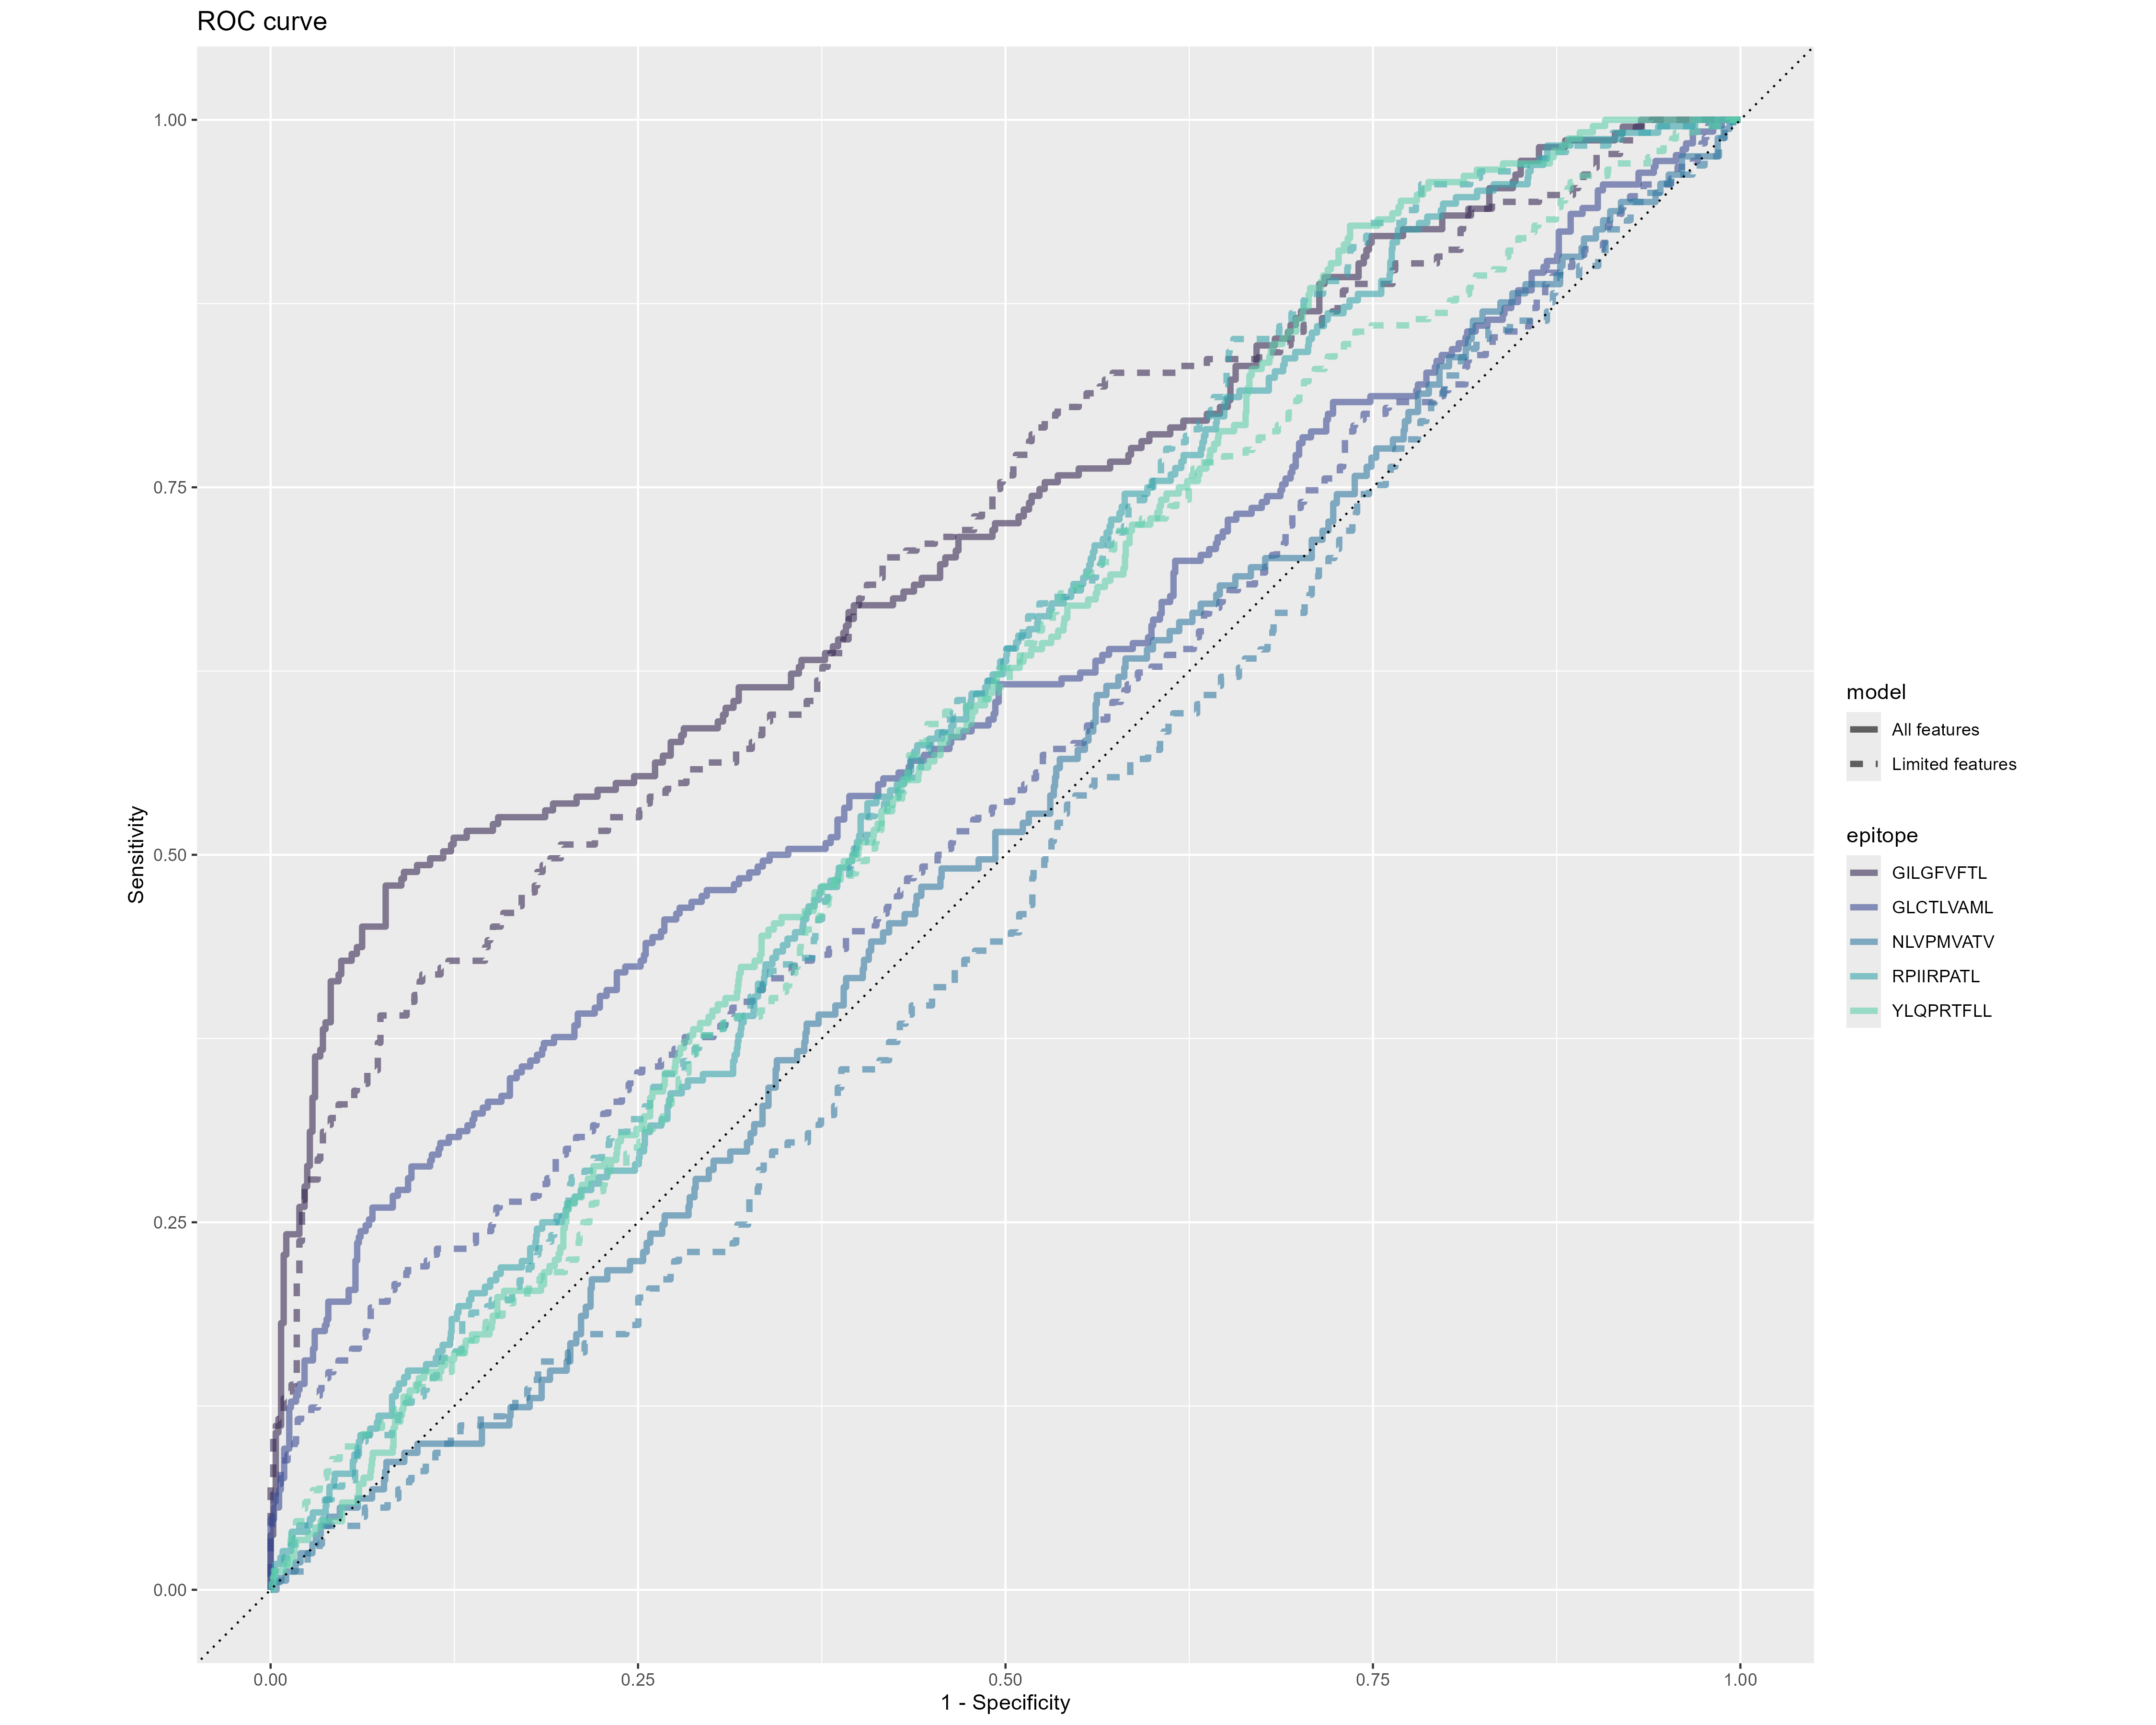 ROC curve
1.00
0.75
0.50
0.25
0.00
Sensitivity
0.00
0.25
0.50
0.75
1.00
1 - Specificity
model
All features
Limited features
epitope
GILGFVFTL
GLCTLVAML
NLVPMVATV
RPIIRPATL
YLQPRTFLL